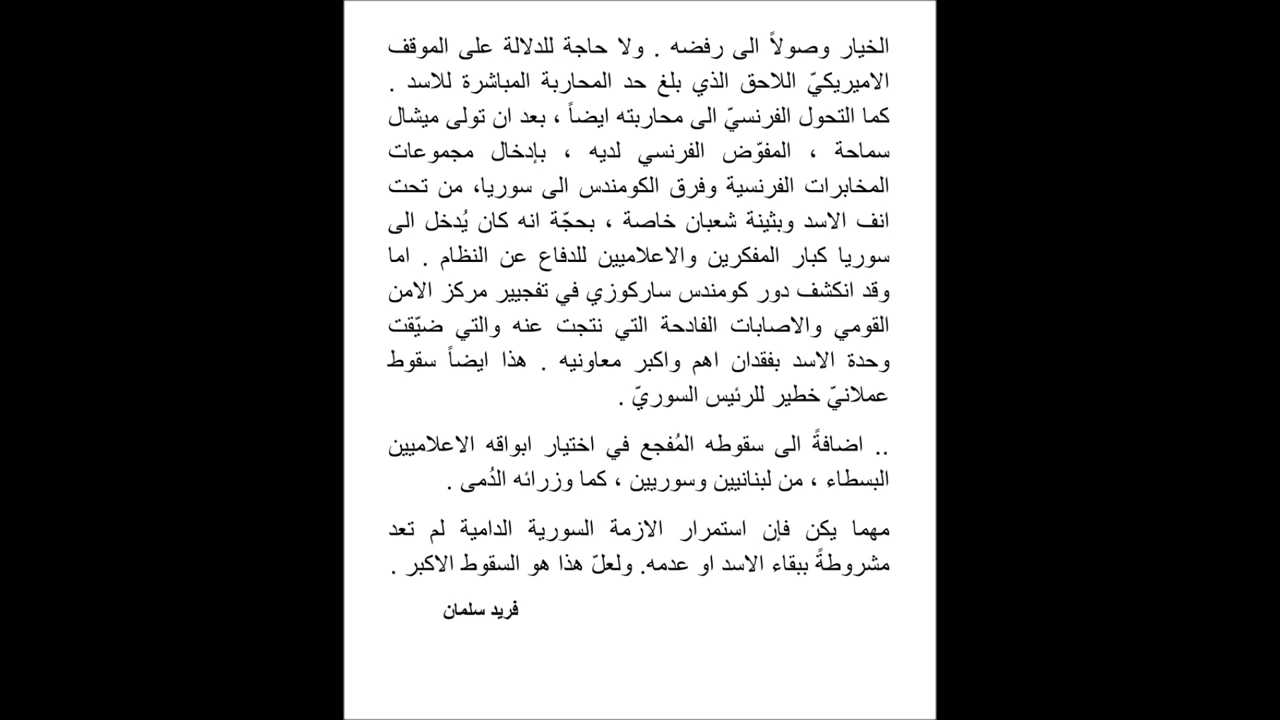 الخيار وصولاً الى رفضه . ولا حاجة للدلالة على الموقف
الاميريكيّ اللاحق الذي بلغ حد المحاربة المباشرة للاسد .
كما التحول الفرنسيّ الى محاربته ايضاً ، بعد ان تولى ميشال
سماحة ، المفوّض الفرنسي لديه ، بإدخال مجموعات
المخابرات الفرنسية وفرق الكومندس الى سوريا، من تحت
انف الاسد وبثينة شعبان خاصة ، بحجّة انه كان يُدخل الى
سوريا كبار المفكرين والاعلاميين للدفاع عن النظام . اما
وقد انكشف دور كومندس ساركوزي في تفجيير مركز الامن
القومي والاصابات الفادحة التي نتجت عنه والتي ضيّقت
وحدة الاسد بفقدان اهم واكبر معاونيه . هذا ايضاً سقوط
عملانيّ خطير للرئيس السوريّ .
.. اضافةً الى سقوطه المُفجع في اختيار ابواقه الاعلاميين
البسطاء ، من لبنانيين وسوريين ، كما وزرائه الدُمى .
مهما يكن فإن استمرار الازمة السورية الدامية لم تعد
مشروطةً ببقاء الاسد او عدمه. ولعلّ هذا هو السقوط الاكبر .
فريد سلمان